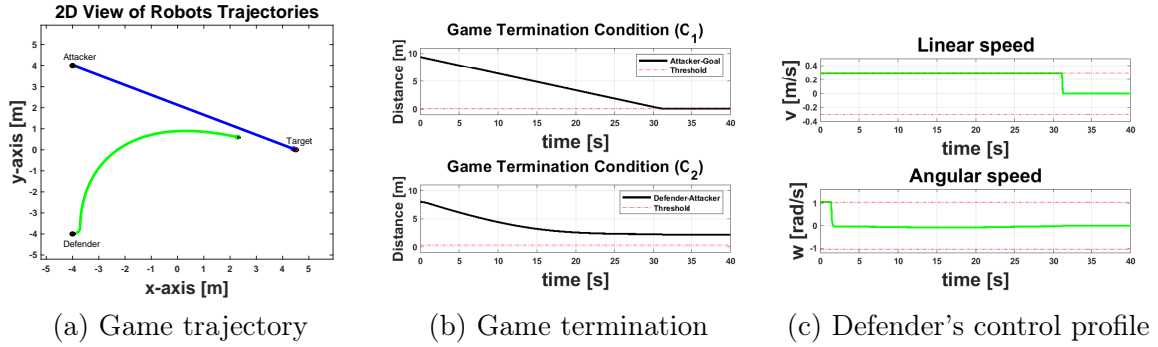 2D View of Robots Trajectories
5
4
3
2
1
0
-1
-2
-3
-4
-5
y-axis [m]
Attacker
Target
Defender
-5 -4 -3 -2 -1 0 1 2 3 4 5
x-axis [m]
(a) Game trajectory
Game Termination Condition (C1)
Distance [m]
10
5
0
Attacker-Goal
Threshold
0 5 10 15 20 25 30 35 40
time [s]
Game Termination Condition (C2)
Distance [m]
10
5
0
Defender-Attacker
Threshold
0 5 10 15 20 25 30 35 40
time [s]
(b) Game termination
Linear speed
v [m/s]
0.4
0.2
0
-0.2
-0.4
0 5 10 15 20 25 30 35 40
time [s]
Angular speed
w [rad/s]
1
0
-1
0 5 10 15 20 25 30 35 40
time [s]
(c) Defender's control profile